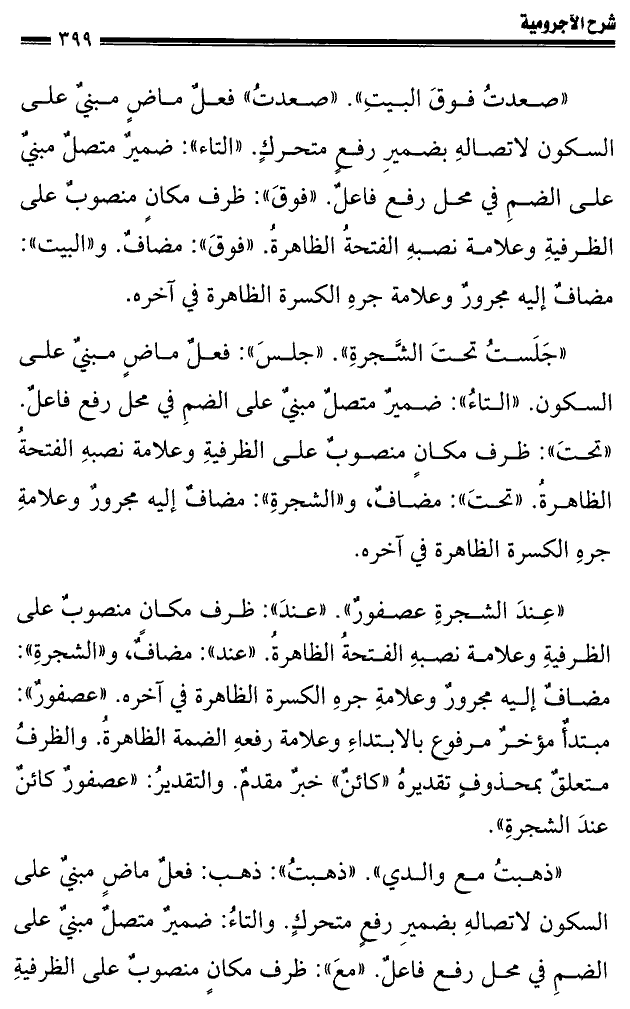 شرح الآجرومية
٣٩٩
«صعدتُ فوقَ البيتِ». «صعدتُ» فعلٌ ماضٍ مبنيٌ على
السكون لاتصالهِ بضميرِ رفعٍ متحركٍ. «التاء»: ضميرٌ متصلٌ مبنيٌ
على الضمِ في محل رفع فاعلٌ. «فوقَ»: ظرف مكانٍ منصوبٌ على
الظرفيةِ وعلامة نصبهِ الفتحةُ الظاهرةُ. «فوقَ»: مضافٌ. و«البيت»:
مضافٌ إليه مجرورٌ وعلامة جرهِ الكسرة الظاهرة في آخره.
«جَلَستُ تحتَ الشَّجرةِ». «جلسَ»: فعلٌ ماضٍ مبنيٌ على
السكون. «التاءُ»: ضميرٌ متصلٌ مبنيٌ على الضمِ في محل رفع فاعلٌ.
«تحتَ»: ظرف مكانٍ منصوبٌ على الظرفيةِ وعلامة نصبهِ الفتحةُ
الظاهرةُ. «تحتَ»: مضافٌ، و«الشجرةِ»: مضافٌ إليه مجرورٌ وعلامةِ
جرهِ الكسرة الظاهرة في آخره.
«عِندَ الشجرةِ عصفورٌ». «عندَ»: ظرف مكانٍ منصوبٌ على
الظرفيةِ وعلامة نصبهِ الفتحةُ الظاهرةُ. «عند»: مضافٌ، و«الشجرةِ»:
مضافٌ إليه مجرورٌ وعلامةِ جرهِ الكسرة الظاهرة في آخره. «عصفورٌ»:
مبتدأٌ مؤخرٌ مرفوع بالابتداءِ وعلامة رفعهِ الضمة الظاهرةُ. والظرفُ
متعلقٌ بمحذوفٍ تقديرهُ «كائنٌ» خبرٌ مقدمٌ. والتقديرُ: «عصفورٌ كائنٌ
عندَ الشجرةِ».
«ذهبتُ مع والدي». «ذهبتُ»: ذهب: فعلٌ ماضٍ مبنيٌ على
السكون لاتصالهِ بضميرِ رفعٍ متحركٍ. والتاءُ: ضميرٌ متصلٌ مبنيٌ على
الضمِ في محل رفع فاعلٌ. «معَ»: ظرف مكانٍ منصوبٌ على الظرفيةِ